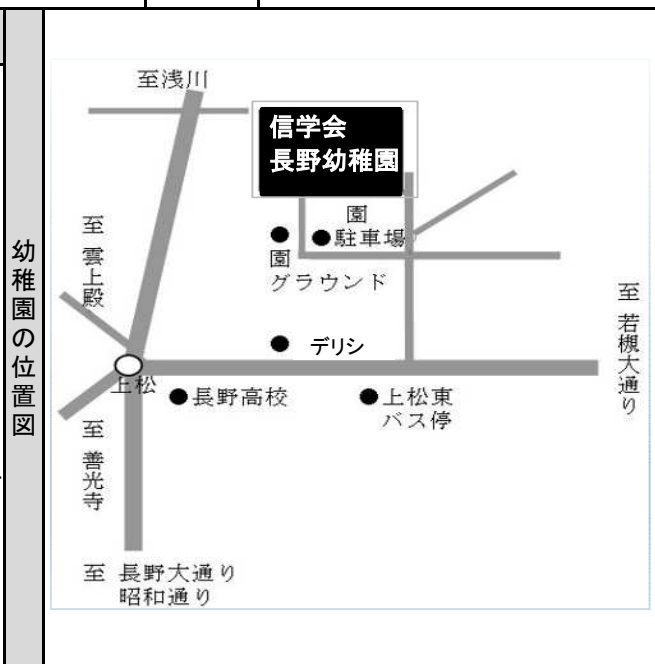 幼稚園の位置図
至浅川
信学会
長野幼稚園
至 雲上殿
園
グラウンド
園
駐車場
デリシ
至 若槻大通り
上松
長野高校
上松東
バス停
至 善光寺
至 長野大通り
昭和通り